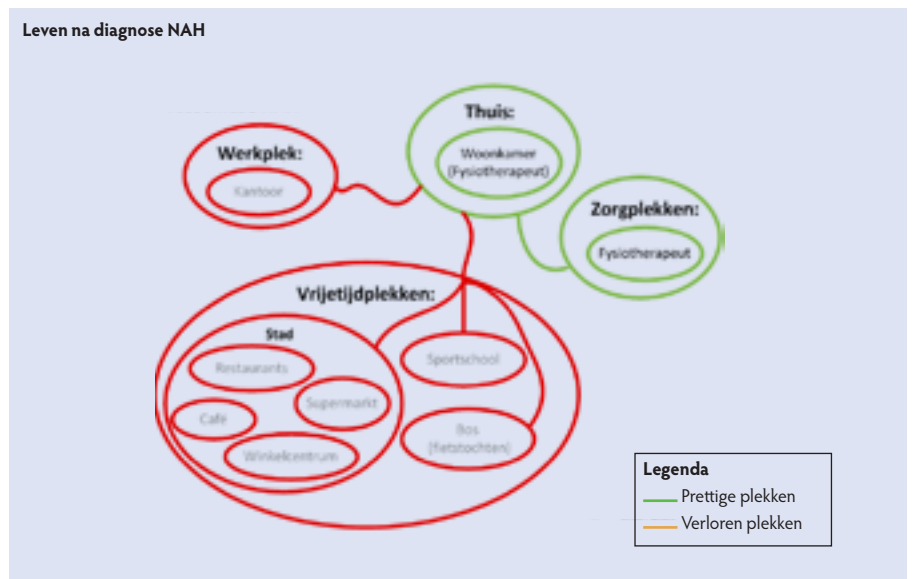 Leven na diagnose NAH
Thuis:
Woonkamer
(Fysiotherapeut)
Werkplek:
Kantoor
Zorgplekken:
Fysiotherapeut
Vrijetijdplekken:
Stad
Restaurants
Supermarkt
Café
Winkelcentrum
Sportschool
Bos
(fietstochten)
Legenda
Prettige plekken
Verloren plekken